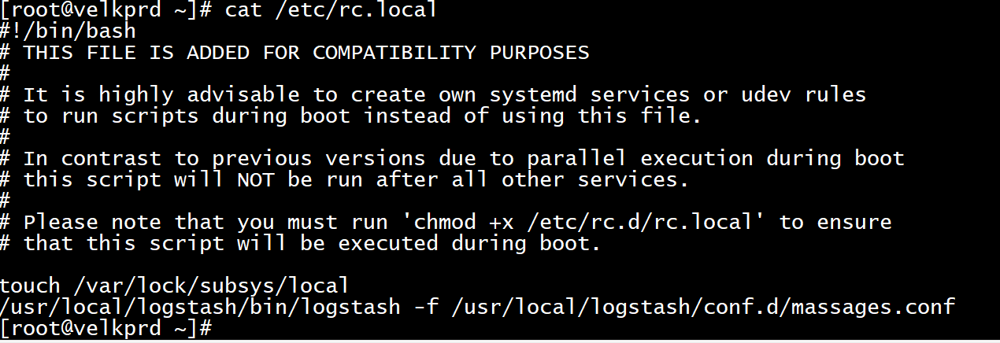 [root@velkprd ~]# cat /etc/rc.local
#!/bin/bash
# THIS FILE IS ADDED FOR COMPATIBILITY PURPOSES
#
# It is highly advisable to create own systemd services or udev rules
# to run scripts during boot instead of using this file.
#
# In contrast to previous versions due to parallel execution during boot
# this script will NOT be run after all other services.
#
# Please note that you must run 'chmod +x /etc/rc.d/rc.local' to ensure
# that this script will be executed during boot.
touch /var/lock/subsys/local
/usr/local/logstash/bin/logstash -f /usr/local/logstash/conf.d/massages.conf
[root@velkprd ~]#